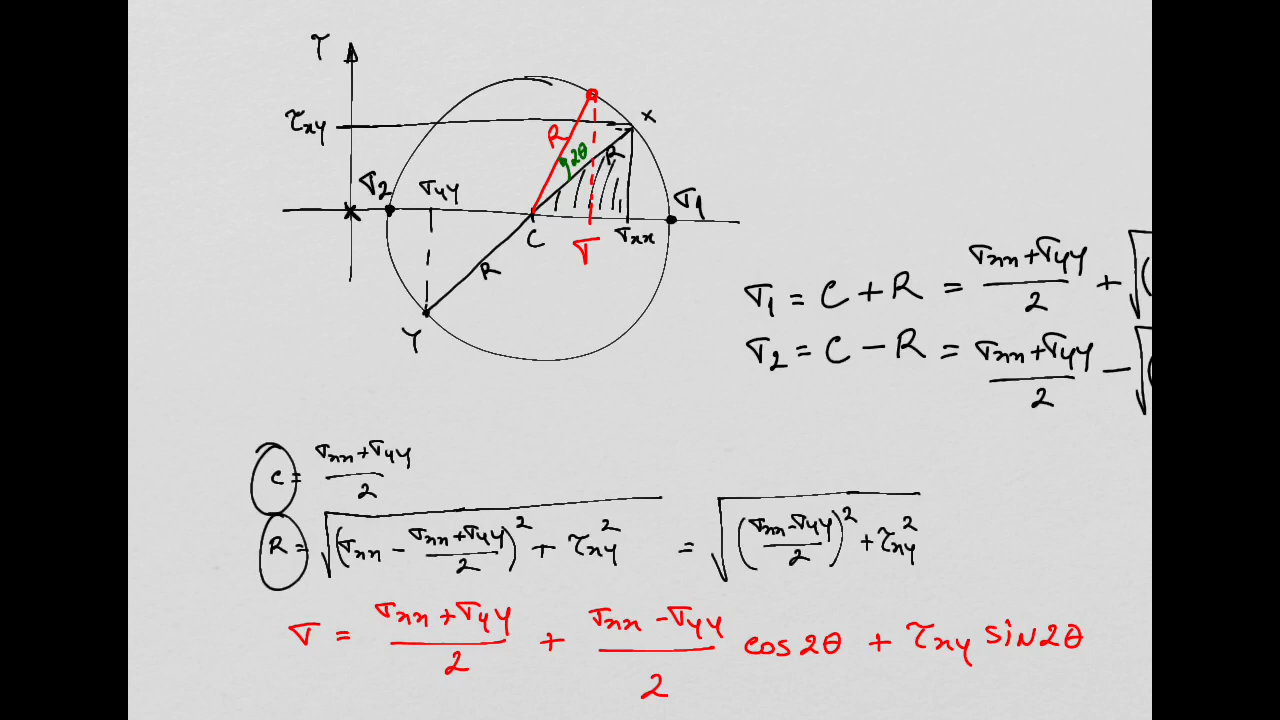 τ
τxy
x
R
2θ
R
σ2
σyy
σ1
C
σ
σxx
R
Y
σ1 = C + R = (σxx + σyy)/2 + √(
σ2 = C − R = (σxx + σyy)/2 − √(
C = (σxx + σyy)/2
R = √((σxx − (σxx + σyy)/2)² + τxy²) = √(((σxx − σyy)/2)² + τxy²)
σ = (σxx + σyy)/2 + (σxx − σyy)/2 cos 2θ + τxy sin 2θ